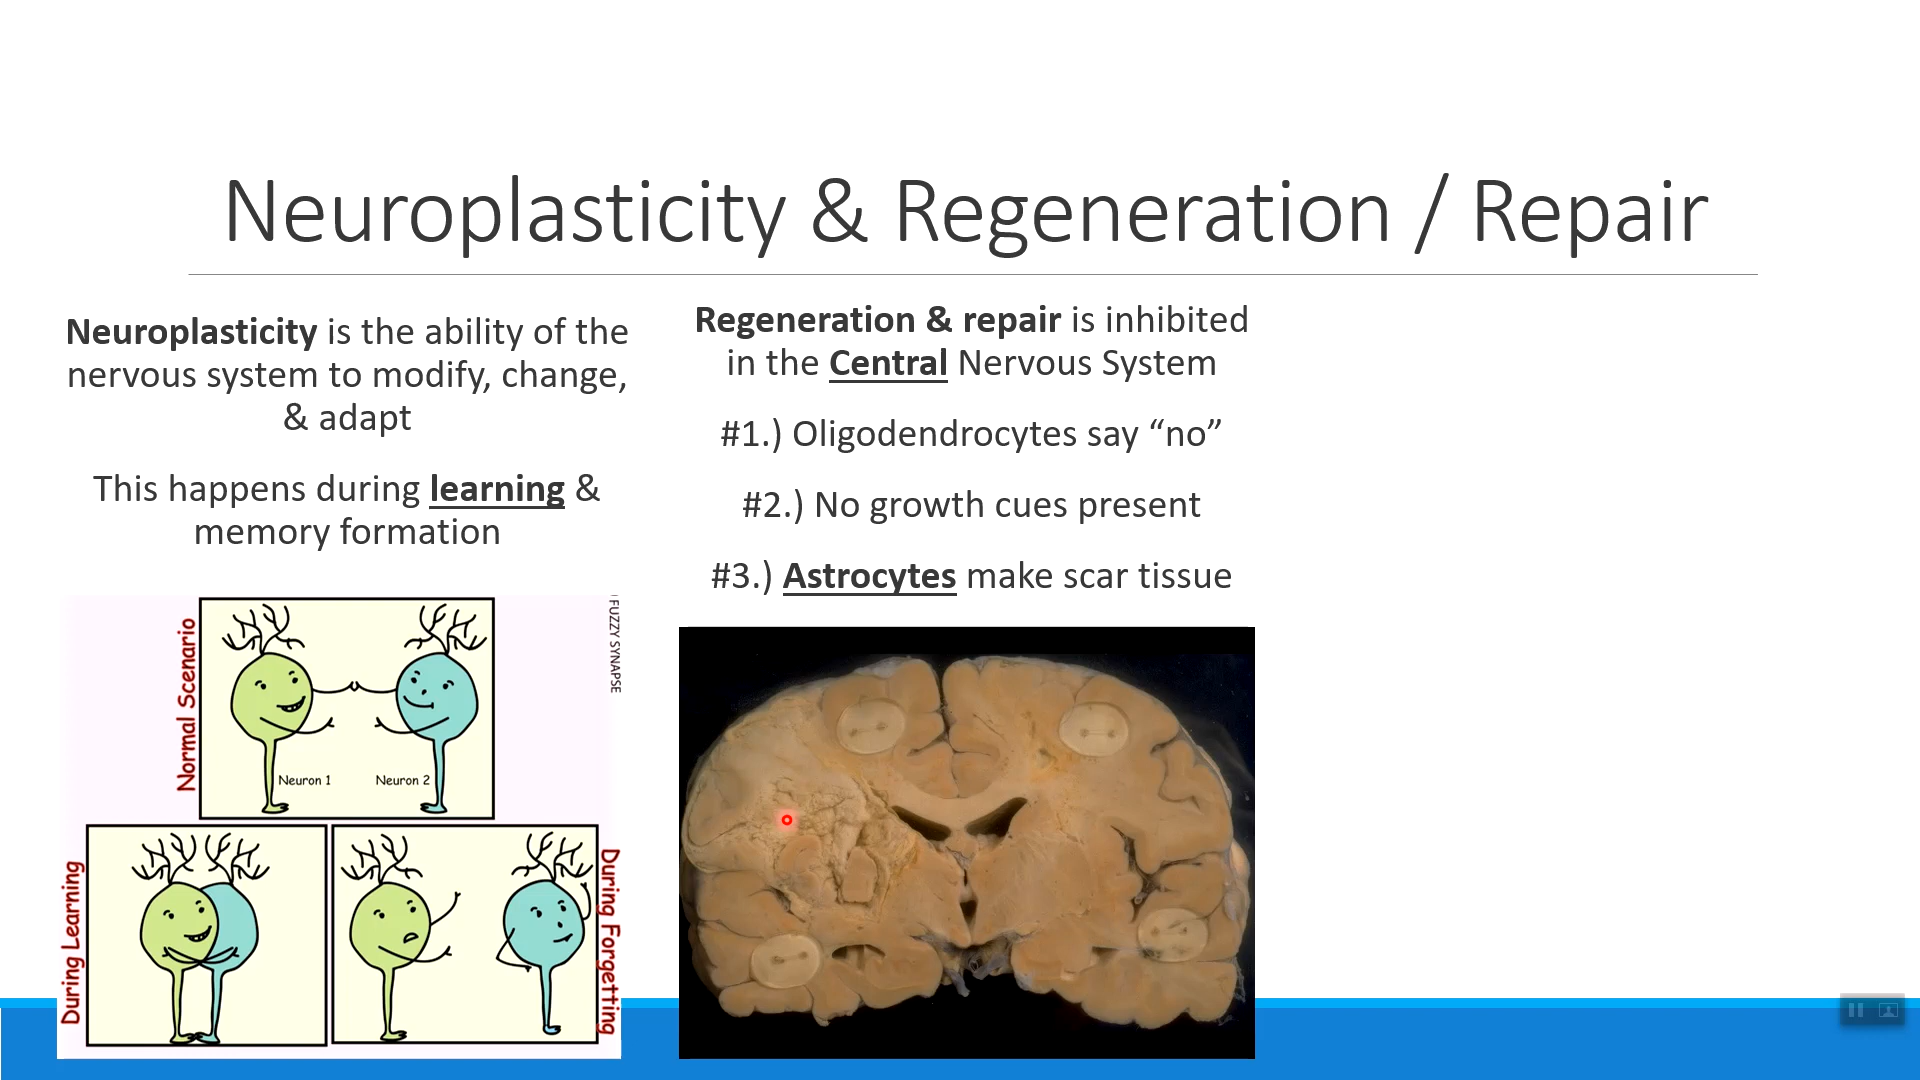 Neuroplasticity & Regeneration / Repair
Neuroplasticity is the ability of the
nervous system to modify, change,
& adapt
This happens during learning &
memory formation
Regeneration & repair is inhibited
in the Central Nervous System
#1.) Oligodendrocytes say “no”
#2.) No growth cues present
#3.) Astrocytes make scar tissue
Normal Scenario
Neuron 1
Neuron 2
FUZZY SYNAPSE
During Learning
During Forgetting